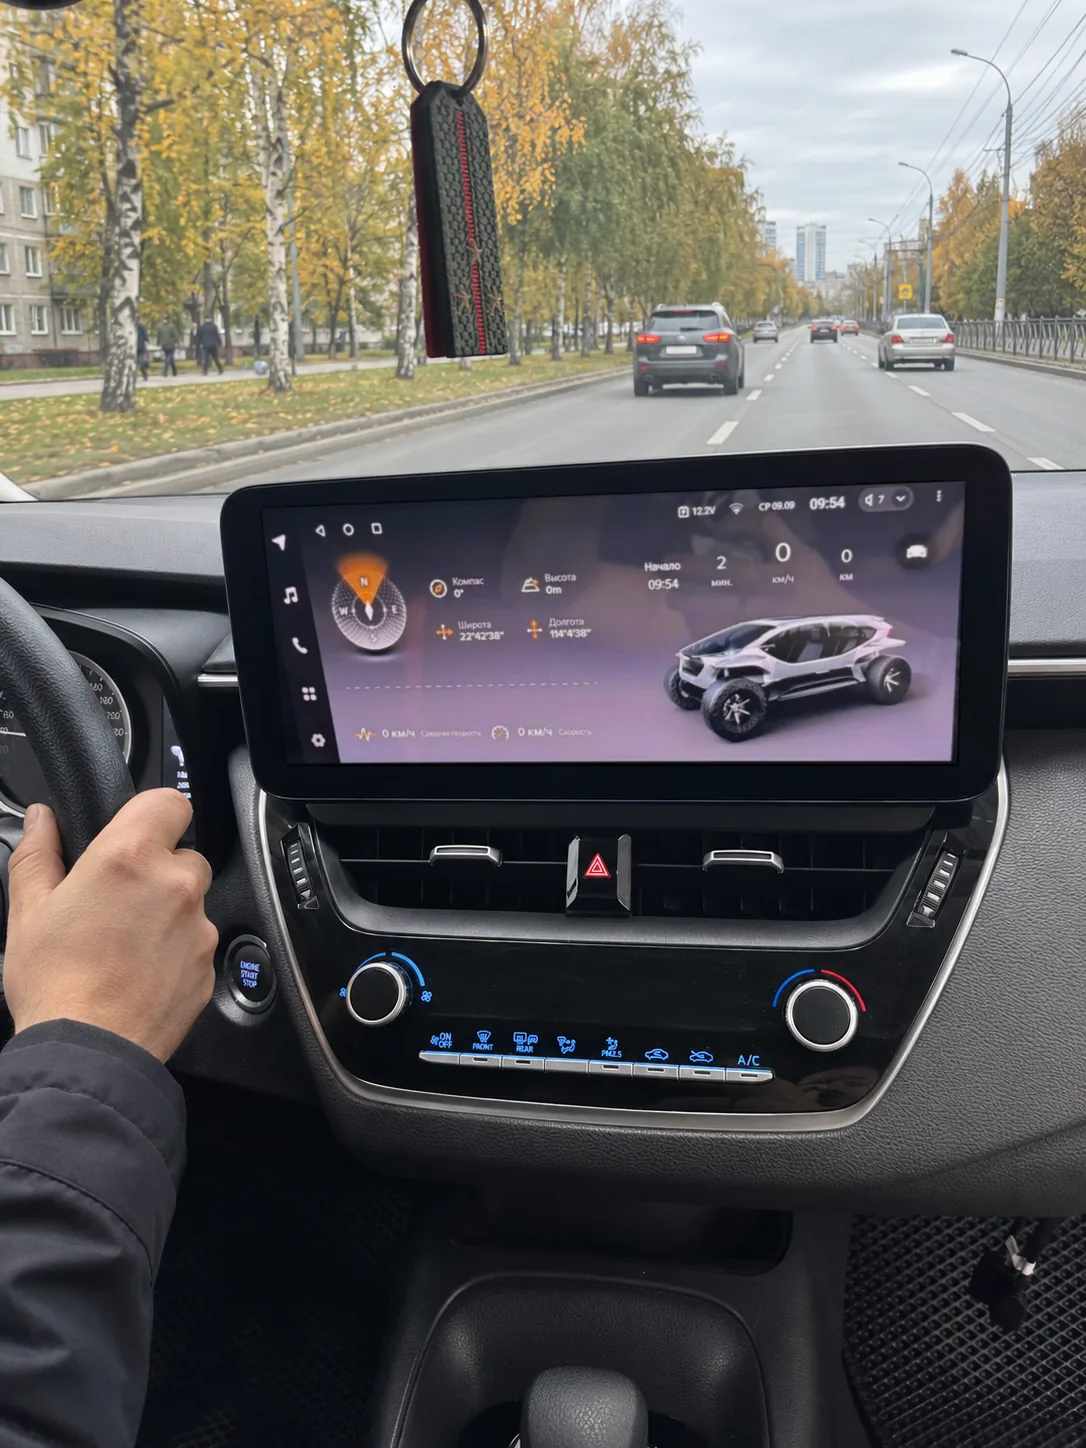 12.2V
СР 09.09
09:54
7
N
W
E
S
Компас
0°
Высота
0m
Широта
22°42'38"
Долгота
114°4'38"
Начало
09:54
2
мин.
0
км/ч
0
км
0 км/ч Средняя скорость
0 км/ч Скорость
160
180
ENGINE
START
STOP
ON
OFF
FRONT
REAR
PM2.5
A/C